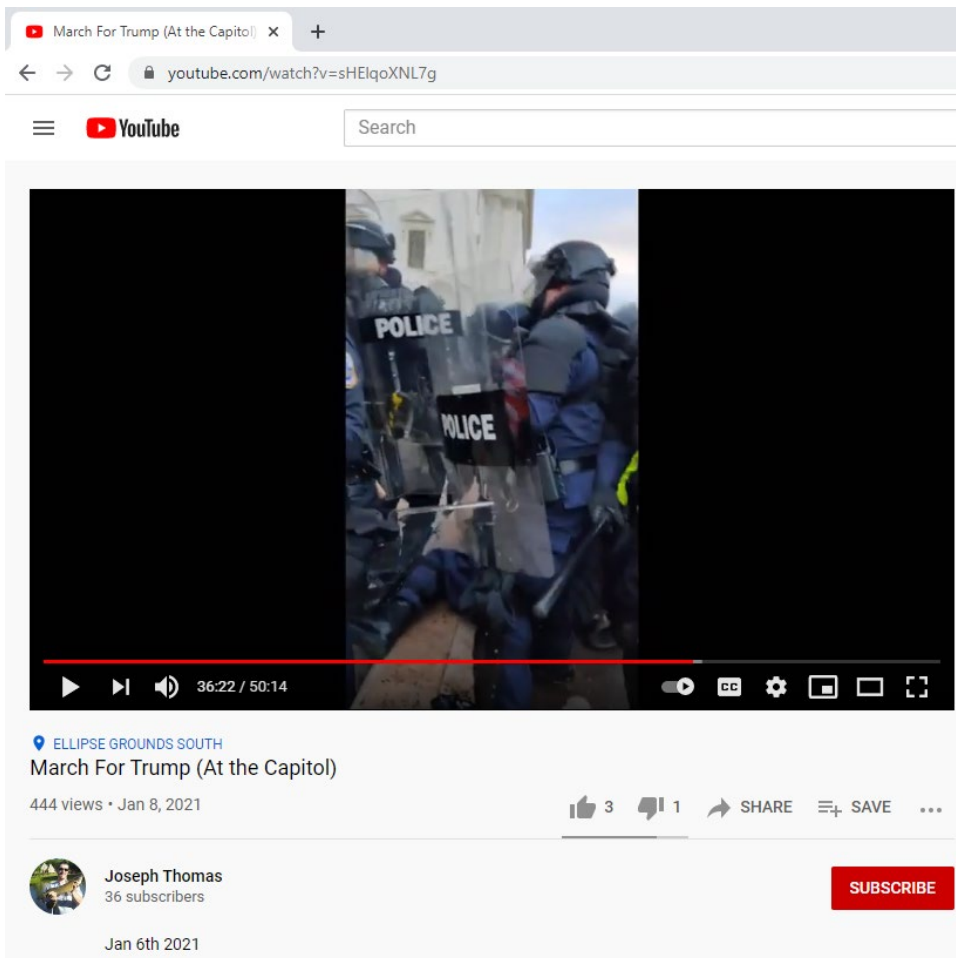 March For Trump (At the Capitol)
youtube.com/watch?v=sHElqoXNL7g
YouTube
Search
POLICE
POLICE
36:22 / 50:14
CC
ELLIPSE GROUNDS SOUTH
March For Trump (At the Capitol)
444 views • Jan 8, 2021
3 1 SHARE SAVE
Joseph Thomas
36 subscribers
SUBSCRIBE
Jan 6th 2021